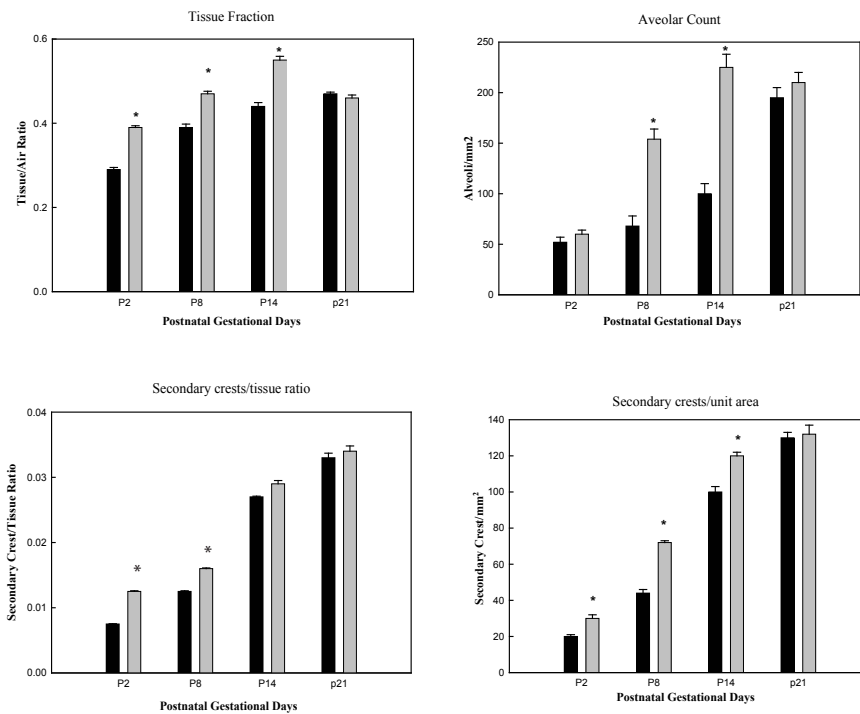 Tissue Fraction
0.6
0.4
0.2
0.0
Tissue/Air Ratio
*
*
*
P2
P8
P14
p21
Postnatal Gestational Days
Aveolar Count
250
200
150
100
50
0
Alveoli/mm2
*
*
P2
P8
P14
p21
Postnatal Gestational Days
Secondary crests/tissue ratio
0.04
0.03
0.02
0.01
0.00
Secondary Crest/Tissue Ratio
*
*
P2
P8
P14
p21
Postnatal Gestational Days
Secondary crests/unit area
140
120
100
80
60
40
20
0
Secondary Crest/mm²
*
*
*
P2
P8
P14
p21
Postnatal Gestational Days